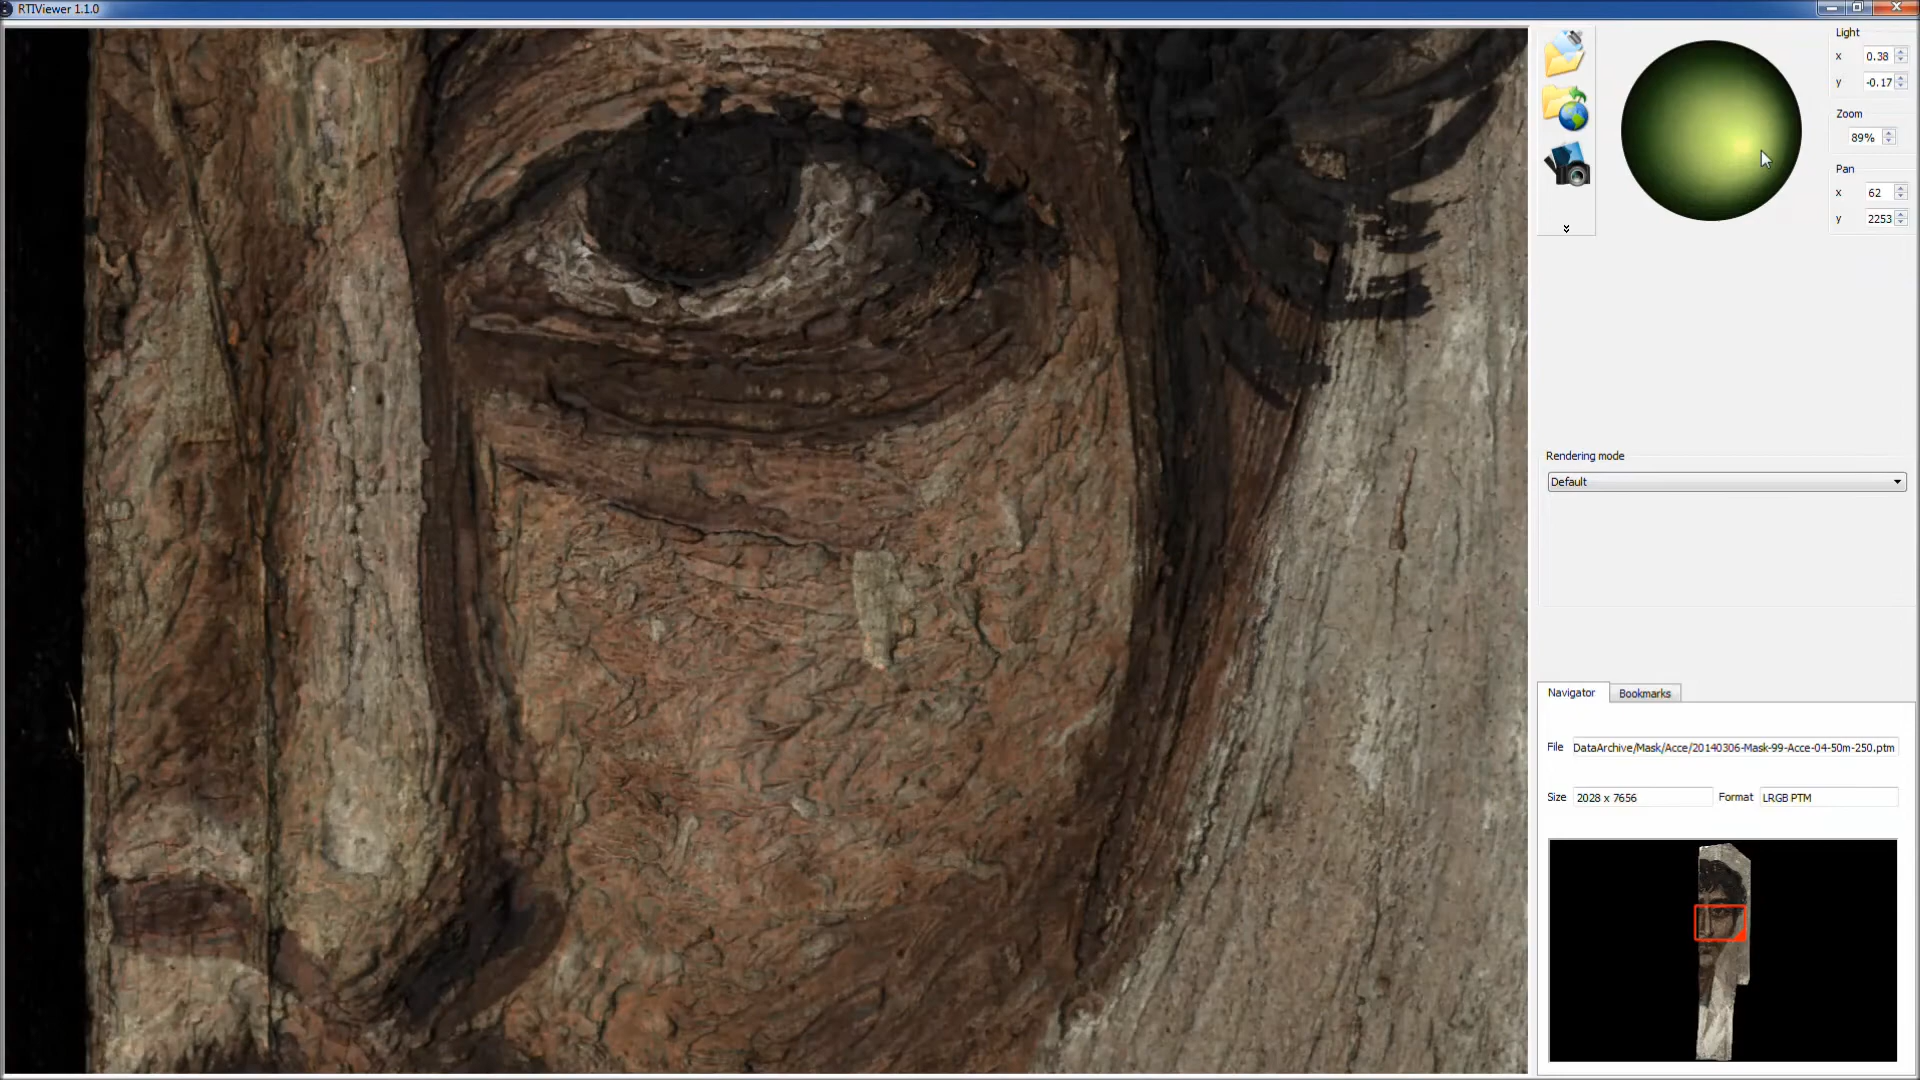 RTIViewer 1.1.0
Light
x 0.38
y -0.17
Zoom
89%
Pan
x 62
y 2253
Rendering mode
Default
Navigator Bookmarks
File DataArchive/Mask/Acce/20140306-Mask-99-Acce-04-50m-250.ptm
Size 2028 x 7656 Format LRGB PTM